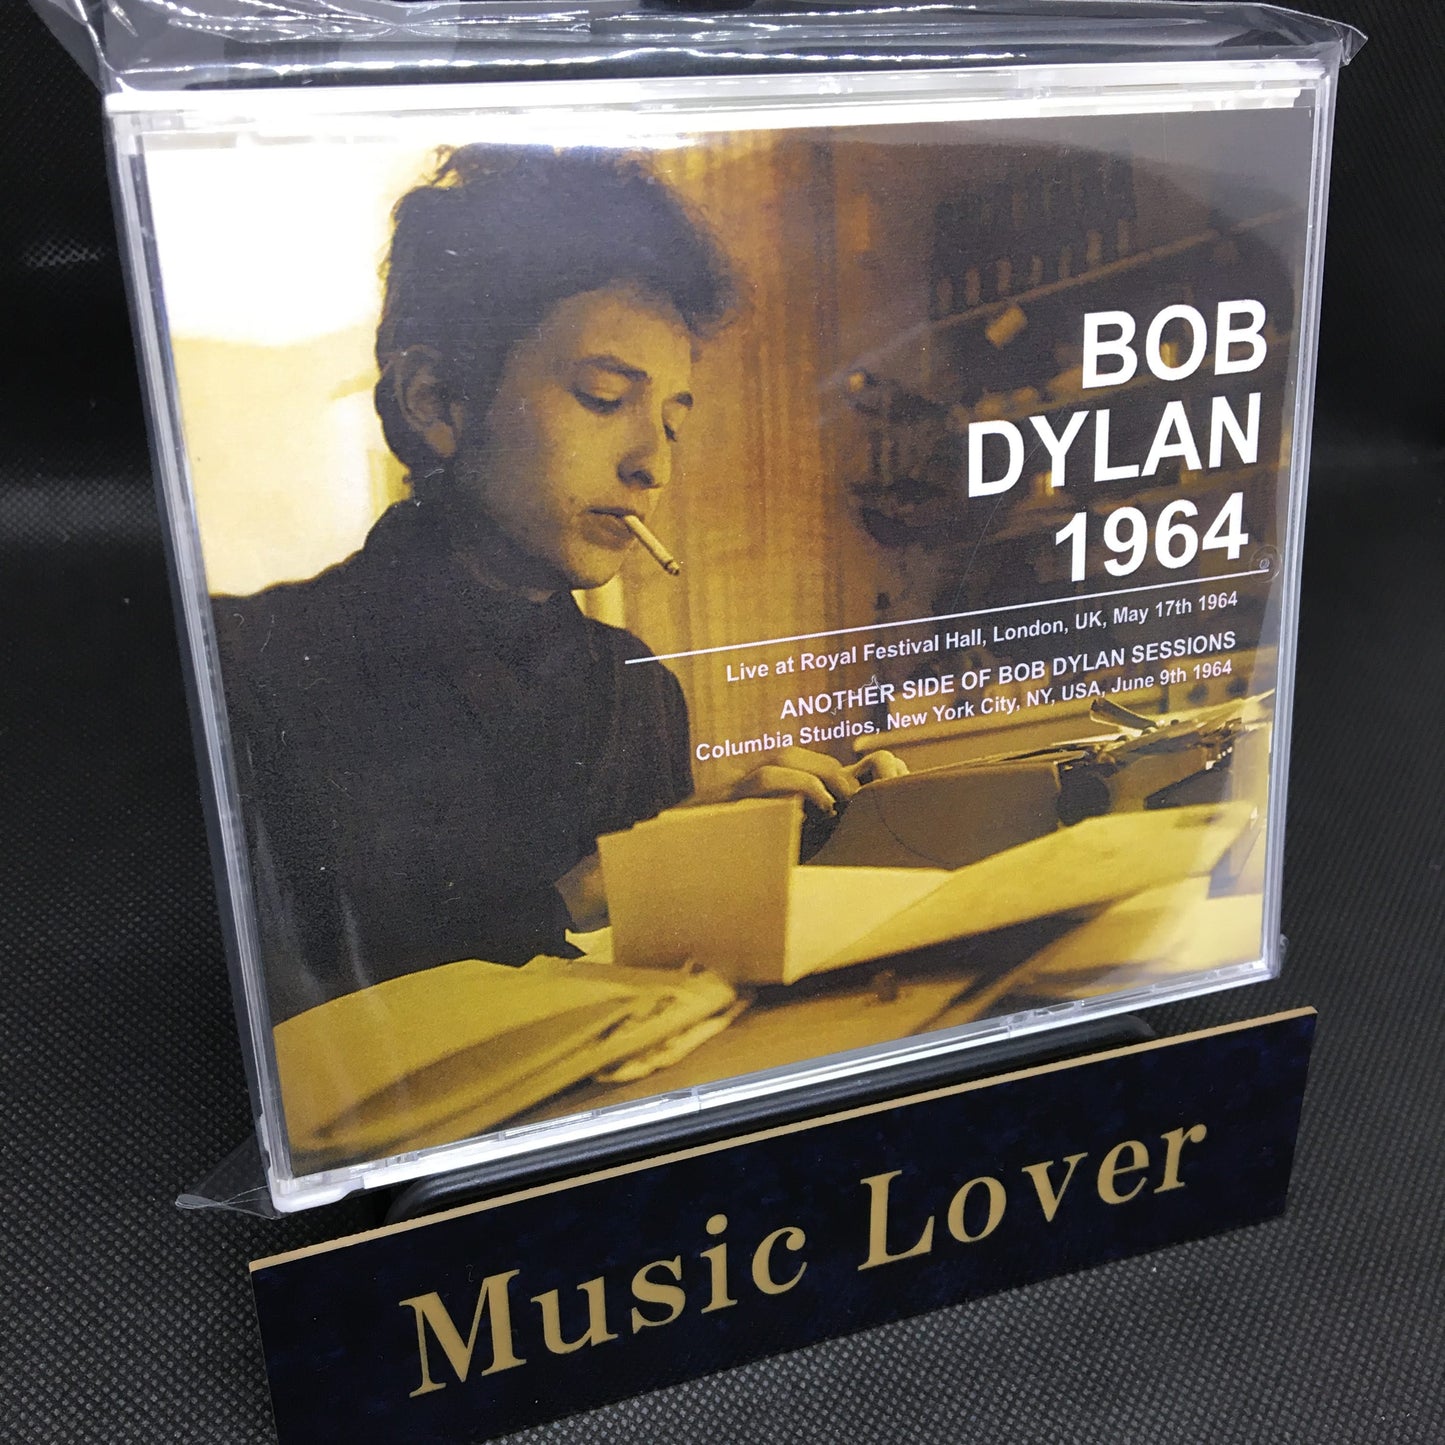 BOB
DYLAN
1964
Live at Royal Festival Hall, London, UK, May 17th 1964
ANOTHER SIDE OF BOB DYLAN SESSIONS
Columbia Studios, New York City, NY, USA, June 9th 1964
Music Lover